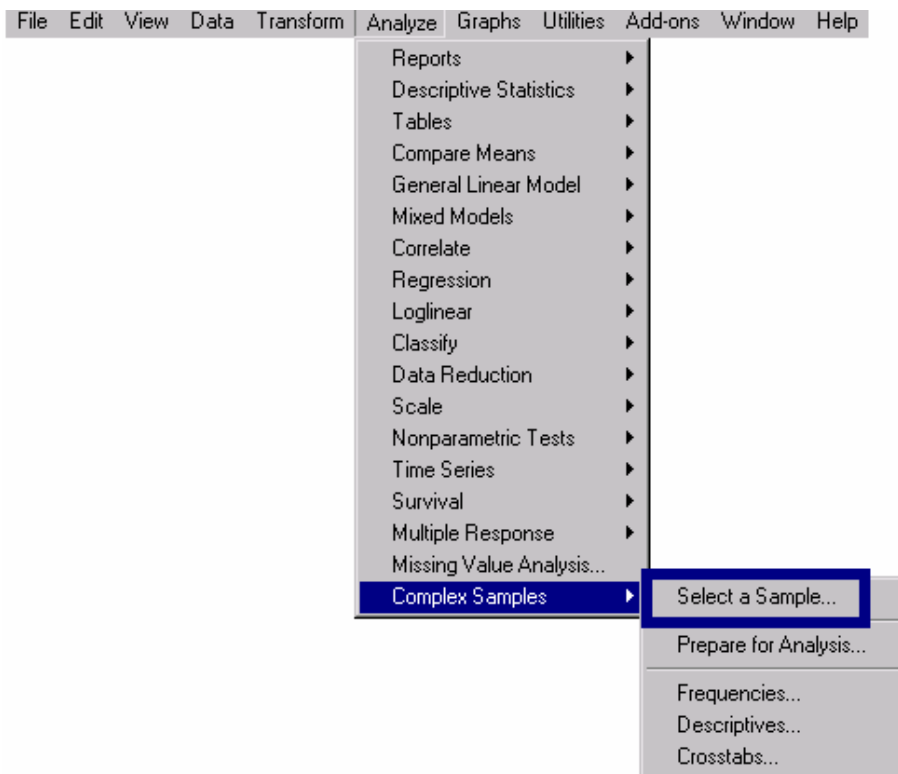 File Edit View Data Transform Analyze Graphs Utilities Add-ons Window Help
Reports
Descriptive Statistics
Tables
Compare Means
General Linear Model
Mixed Models
Correlate
Regression
Loglinear
Classify
Data Reduction
Scale
Nonparametric Tests
Time Series
Survival
Multiple Response
Missing Value Analysis...
Complex Samples
Select a Sample...
Prepare for Analysis...
Frequencies...
Descriptives...
Crosstabs...